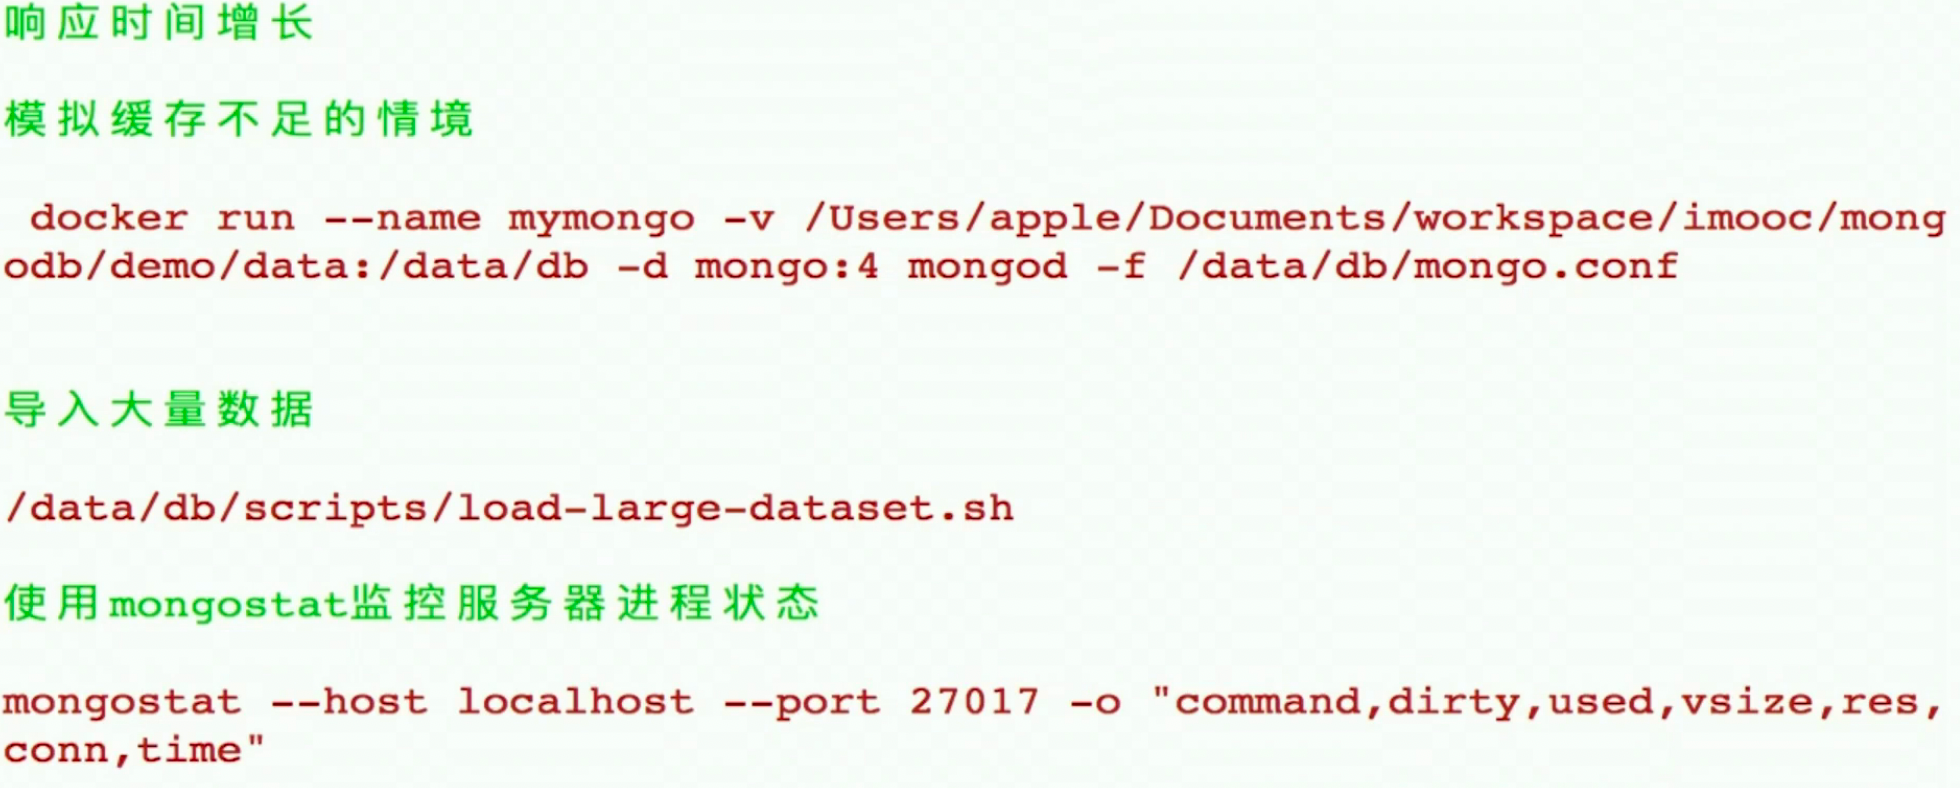 响应时间增长
模拟缓存不足的情境
docker run --name mymongo -v /Users/apple/Documents/workspace/imooc/mong
odb/demo/data:/data/db -d mongo:4 mongod -f /data/db/mongo.conf
导入大量数据
/data/db/scripts/load-large-dataset.sh
使用mongostat监控服务器进程状态
mongostat --host localhost --port 27017 -o "command,dirty,used,vsize,res,
conn,time"